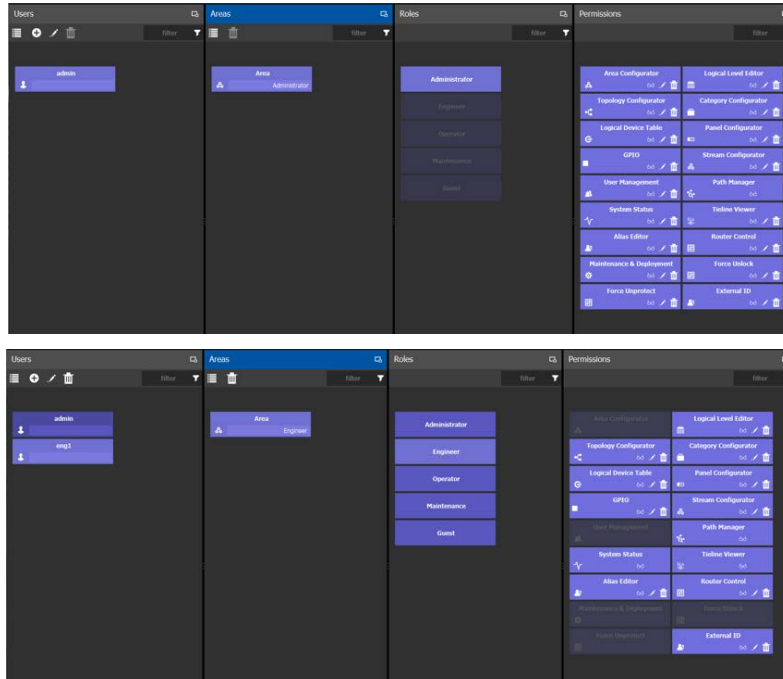 Users
Areas
Roles
Permissions
filter
filter
filter
filter
admin
Area
Administrator
Administrator
Engineer
Operator
Maintenance
Guest
Area Configurator
Logical Level Editor
Topology Configurator
Category Configurator
Logical Device Table
Panel Configurator
GPIO
Stream Configurator
User Management
Path Manager
System Status
Tieline Viewer
Alias Editor
Router Control
Maintenance & Deployment
Force Unlock
Force Unprotect
External ID
Users
Areas
Roles
Permissions
filter
filter
filter
filter
admin
eng1
Area
Engineer
Administrator
Engineer
Operator
Maintenance
Guest
Area Configurator
Logical Level Editor
Topology Configurator
Category Configurator
Logical Device Table
Panel Configurator
GPIO
Stream Configurator
User Management
Path Manager
System Status
Tieline Viewer
Alias Editor
Router Control
Maintenance & Deployment
Force Unlock
Force Unprotect
External ID